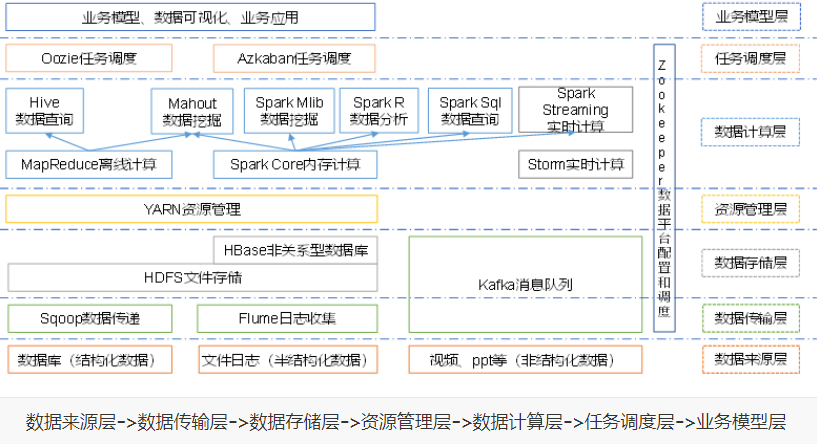 业务模型、数据可视化、业务应用
业务模型层
Oozie任务调度
Azkaban任务调度
任务调度层
Hive
数据查询
Mahout
数据挖掘
Spark Mlib
数据挖掘
Spark R
数据分析
Spark Sql
数据查询
Spark
Streaming
实时计算
MapReduce离线计算
Spark Core内存计算
Storm实时计算
数据计算层
Zookeeper数据平台配置和调度
YARN资源管理
资源管理层
HBase非关系型数据库
HDFS文件存储
Kafka消息队列
数据存储层
Sqoop数据传递
Flume日志收集
数据传输层
数据库（结构化数据）
文件日志（半结构化数据）
视频、ppt等（非结构化数据）
数据来源层
数据来源层->数据传输层->数据存储层->资源管理层->数据计算层->任务调度层->业务模型层